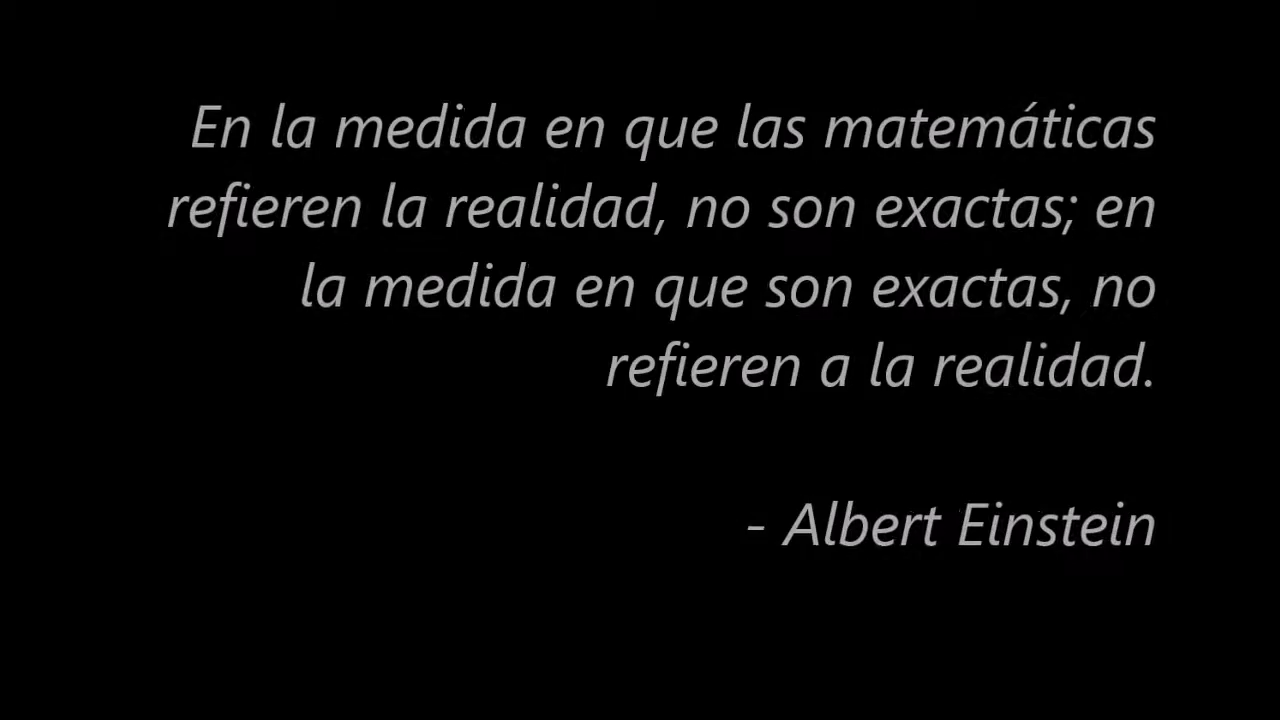 En la medida en que las matemáticas
refieren la realidad, no son exactas; en
la medida en que son exactas, no
refieren a la realidad.
- Albert Einstein